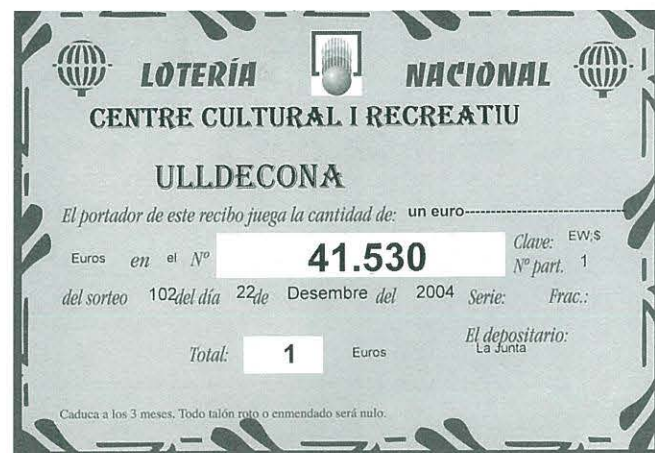 LOTERÍA NACIONAL
CENTRE CULTURAL I RECREATIU
ULLDECONA
El portador de este recibo juega la cantidad de: un euro-----------------------------
Euros en el Nº 41.530 Clave: EW;$
Nº part. 1
del sorteo 102 del día 22 de Desembre del 2004 Serie: Frac.:
Total: 1 Euros El depositario:
La Junta
Caduca a los 3 meses. Todo talón roto o enmendado será nulo.